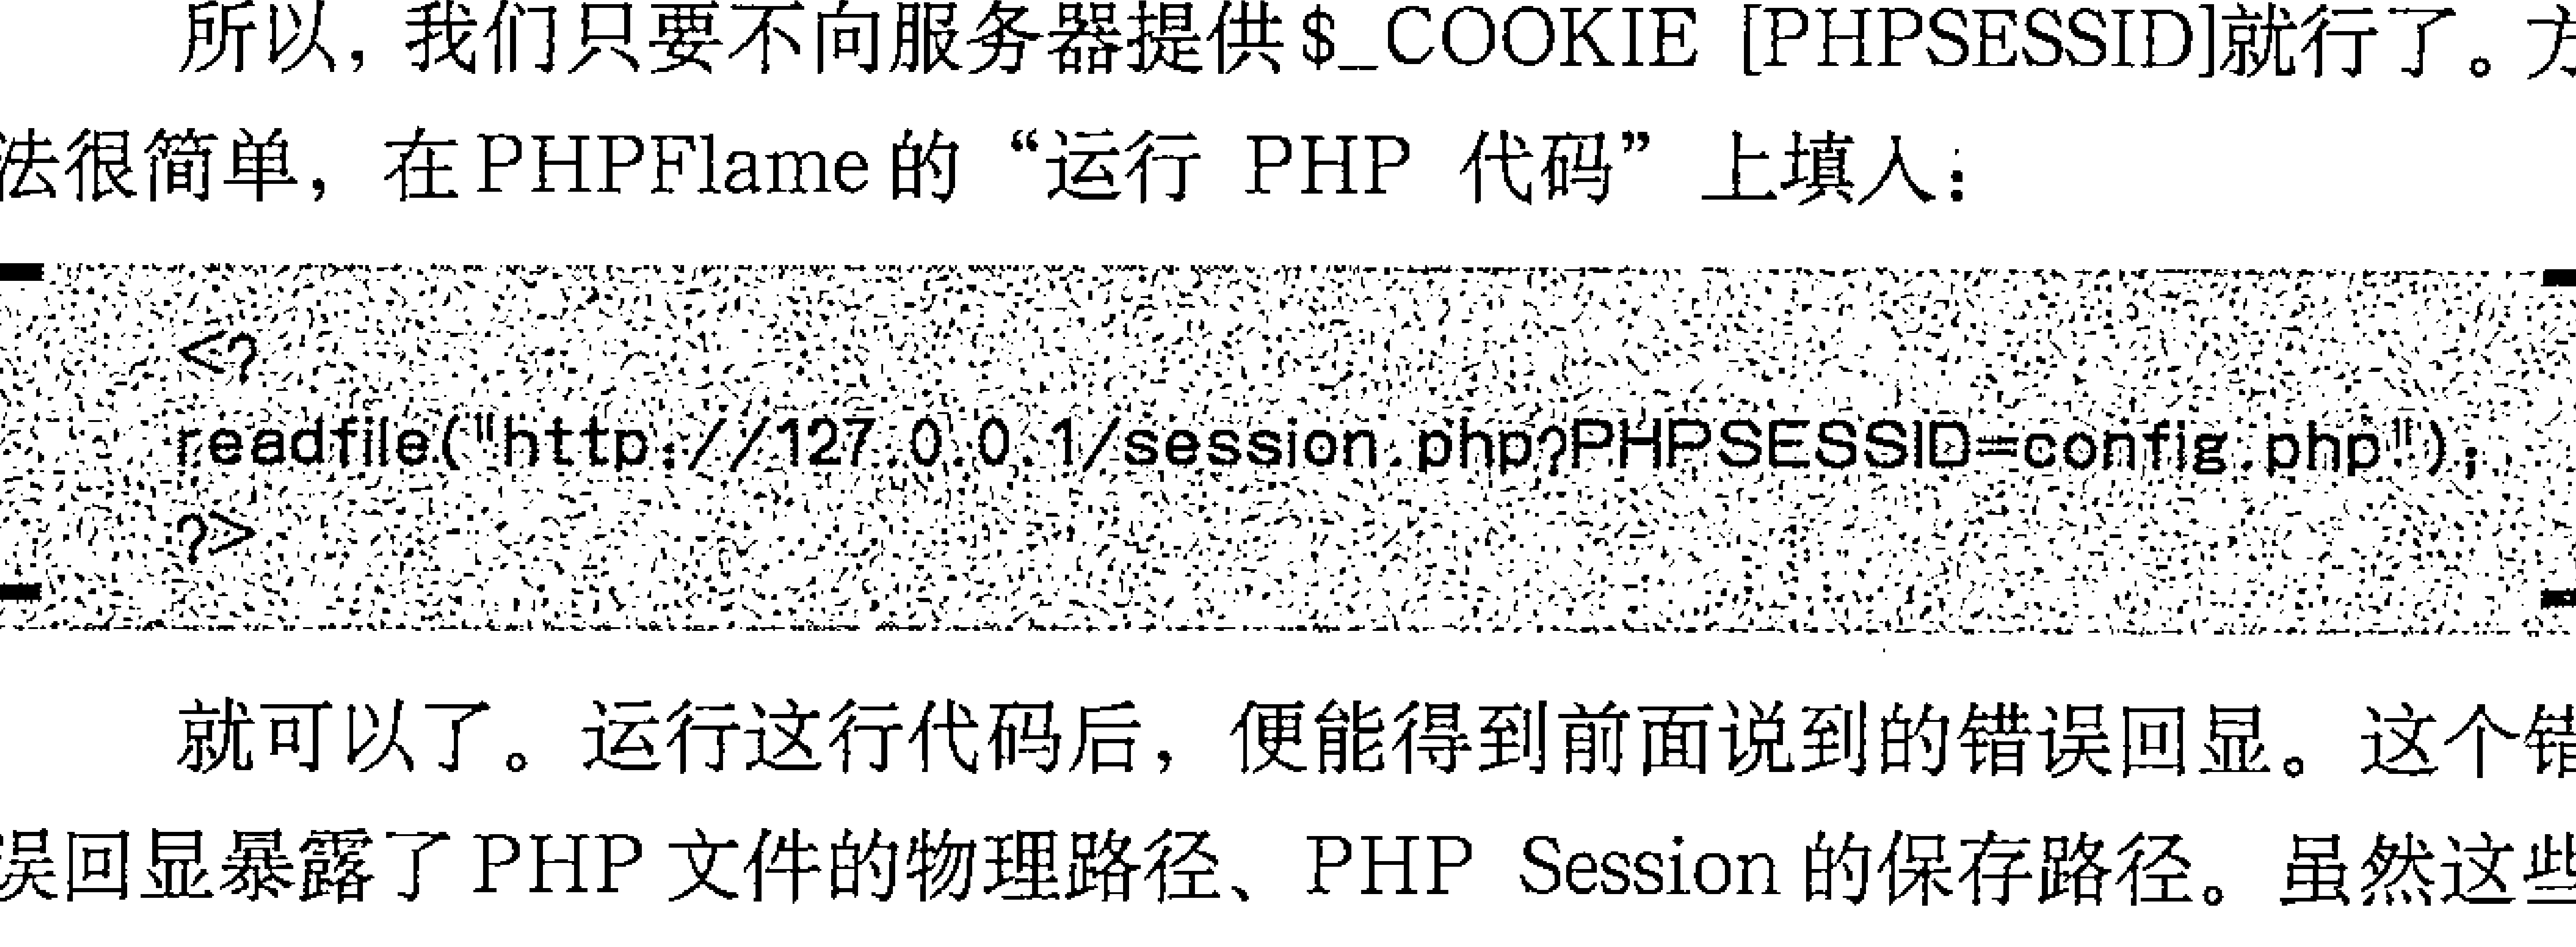 所以，我们只要不向服务器提供$_COOKIE [PHPSESSID]就行了。方
法很简单，在PHPFlame的“运行 PHP 代码”上填入：
<?
readfile("http://127.0.0.1/session.php?PHPSESSID=config.php");
?>
就可以了。运行这行代码后，便能得到前面说到的错误回显。这个错
误回显暴露了PHP文件的物理路径、PHP Session的保存路径。虽然这些